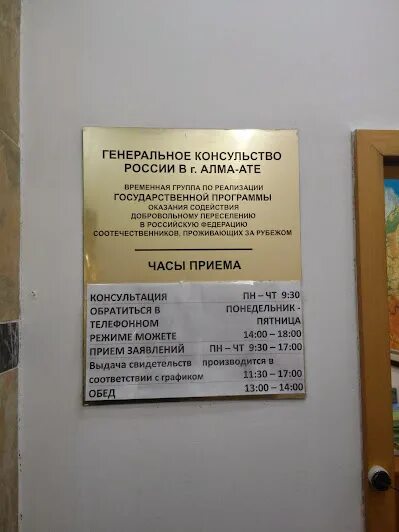 ГЕНЕРАЛЬНОЕ КОНСУЛЬСТВО
РОССИИ В г. АЛМА-АТЕ
ВРЕМЕННАЯ ГРУППА ПО РЕАЛИЗАЦИИ
ГОСУДАРСТВЕННОЙ ПРОГРАММЫ
ОКАЗАНИЯ СОДЕЙСТВИЯ
ДОБРОВОЛЬНОМУ ПЕРЕСЕЛЕНИЮ
В РОССИЙСКУЮ ФЕДЕРАЦИЮ
СООТЕЧЕСТВЕННИКОВ, ПРОЖИВАЮЩИХ ЗА РУБЕЖОМ
ЧАСЫ ПРИЕМА
КОНСУЛЬТАЦИЯ ПН – ЧТ 9:30
ОБРАТИТЬСЯ В ПОНЕДЕЛЬНИК -
ТЕЛЕФОННОМ ПЯТНИЦА
РЕЖИМЕ МОЖЕТЕ 14:00 – 18:00
ПРИЕМ ЗАЯВЛЕНИЙ ПН – ЧТ 9:30 – 17:00
Выдача свидетельств производится в
соответствии с графиком 11:30 – 17:00
ОБЕД 13:00 – 14:00